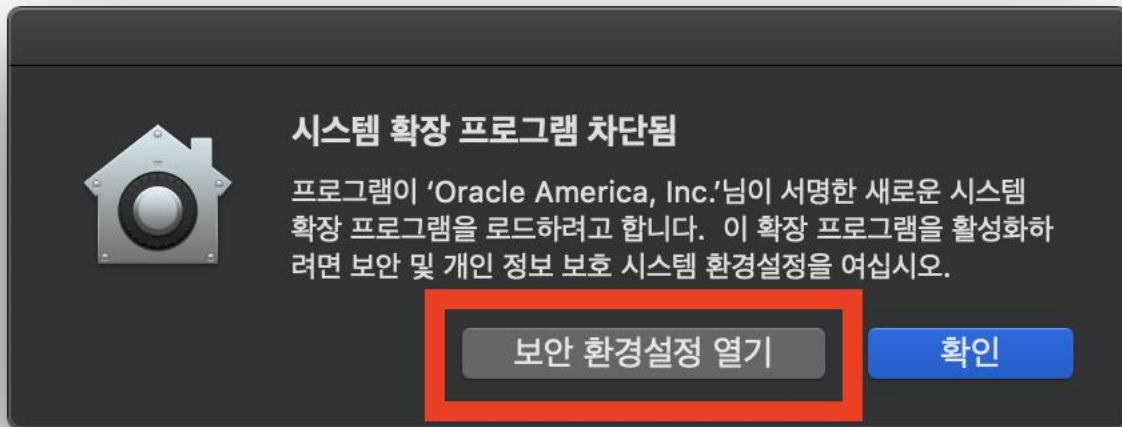 시스템 확장 프로그램 차단됨
프로그램이 ‘Oracle America, Inc.’님이 서명한 새로운 시스템
확장 프로그램을 로드하려고 합니다.  이 확장 프로그램을 활성화하
려면 보안 및 개인 정보 보호 시스템 환경설정을 여십시오.
보안 환경설정 열기
확인